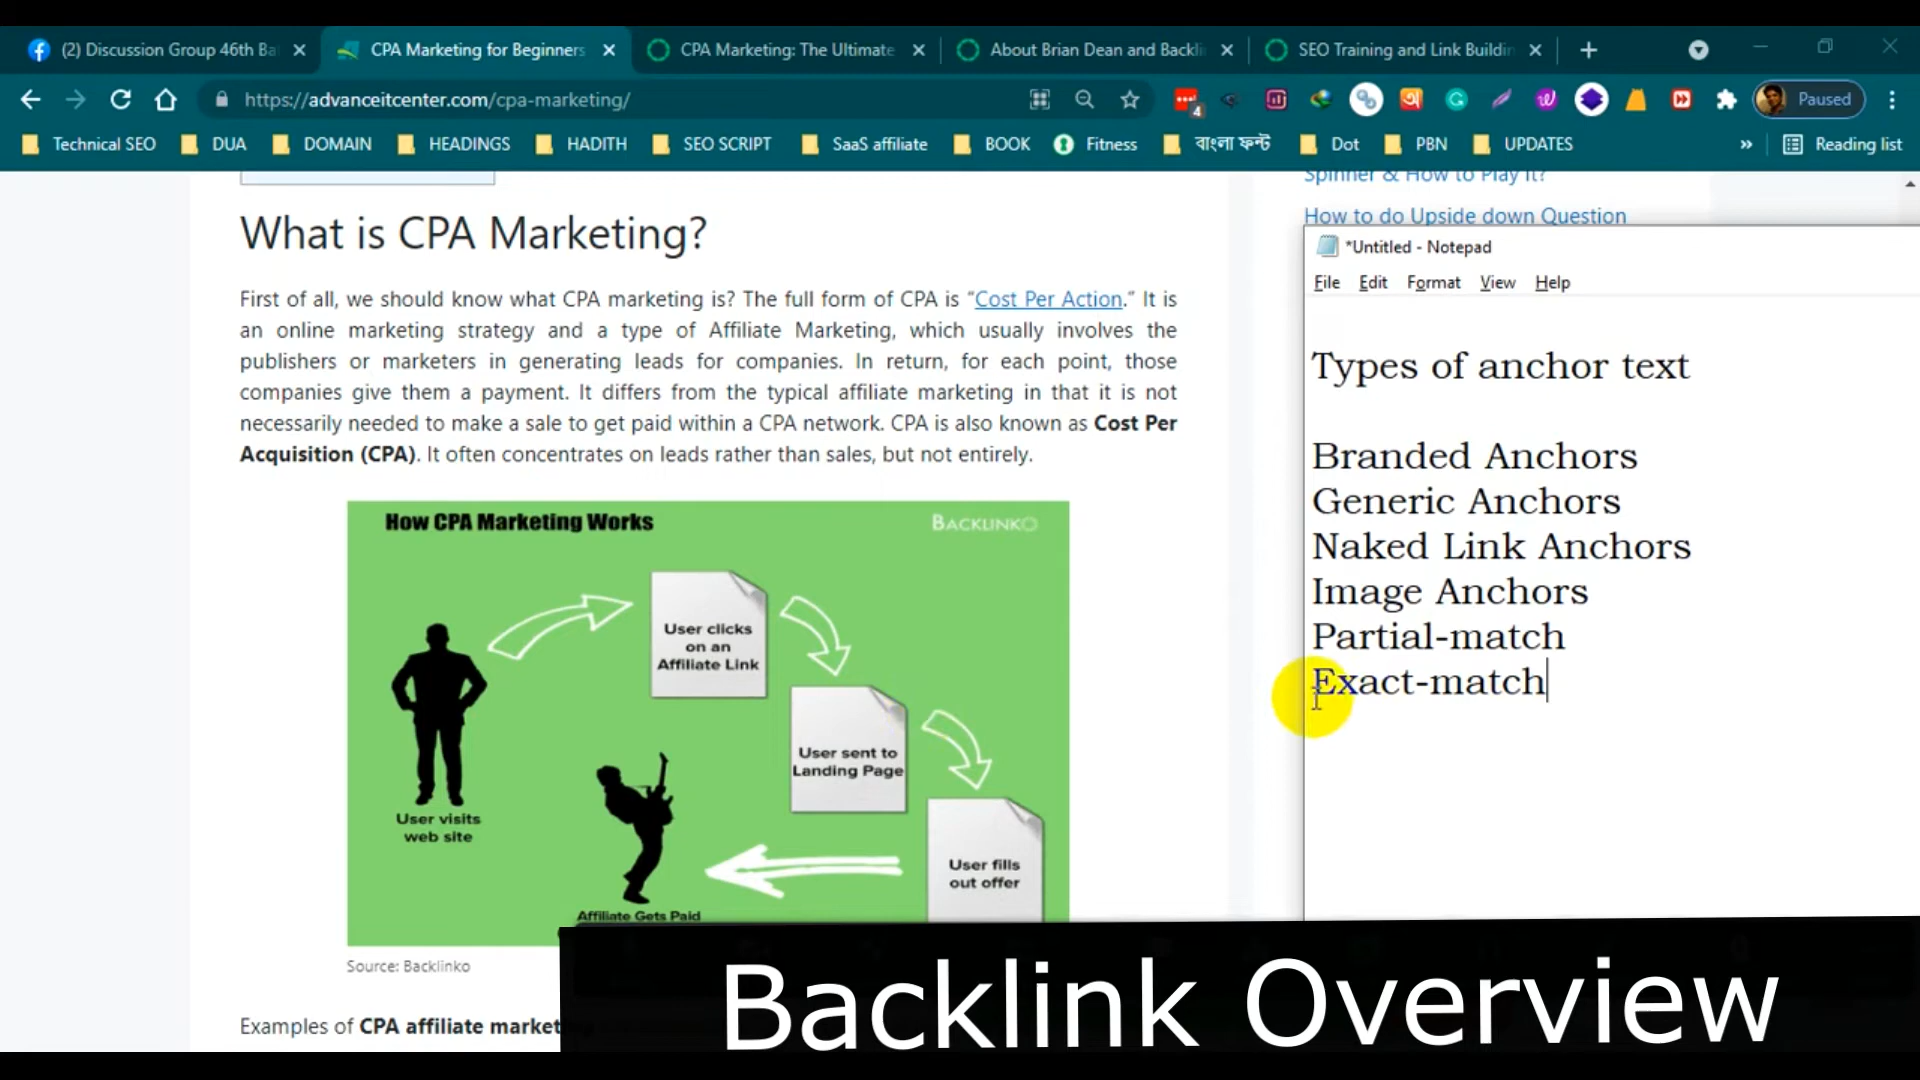 (2) Discussion Group 46th Ba
CPA Marketing for Beginners
CPA Marketing: The Ultimate
About Brian Dean and Backli
SEO Training and Link Buildin
https://advanceitcenter.com/cpa-marketing/
4
Paused
Technical SEO
DUA
DOMAIN
HEADINGS
HADITH
SEO SCRIPT
SaaS affiliate
BOOK
Fitness
বাংলা ফন্ট
Dot
PBN
UPDATES
»
Reading list
What is CPA Marketing?
First of all, we should know what CPA marketing is? The full form of CPA is “Cost Per Action.” It is
an online marketing strategy and a type of Affiliate Marketing, which usually involves the
publishers or marketers in generating leads for companies. In return, for each point, those
companies give them a payment. It differs from the typical affiliate marketing in that it is not
necessarily needed to make a sale to get paid within a CPA network. CPA is also known as Cost Per
Acquisition (CPA). It often concentrates on leads rather than sales, but not entirely.
How CPA Marketing Works
BACKLINKO
User clicks
on an
Affiliate Link
User sent to
Landing Page
User visits
web site
User fills
out offer
Affiliate Gets Paid
Source: Backlinko
Examples of CPA affiliate market
Spinner & How to Play It?
How to do Upside down Question
*Untitled - Notepad
File Edit Format View Help
Types of anchor text
Branded Anchors
Generic Anchors
Naked Link Anchors
Image Anchors
Partial-match
Exact-match
Backlink Overview